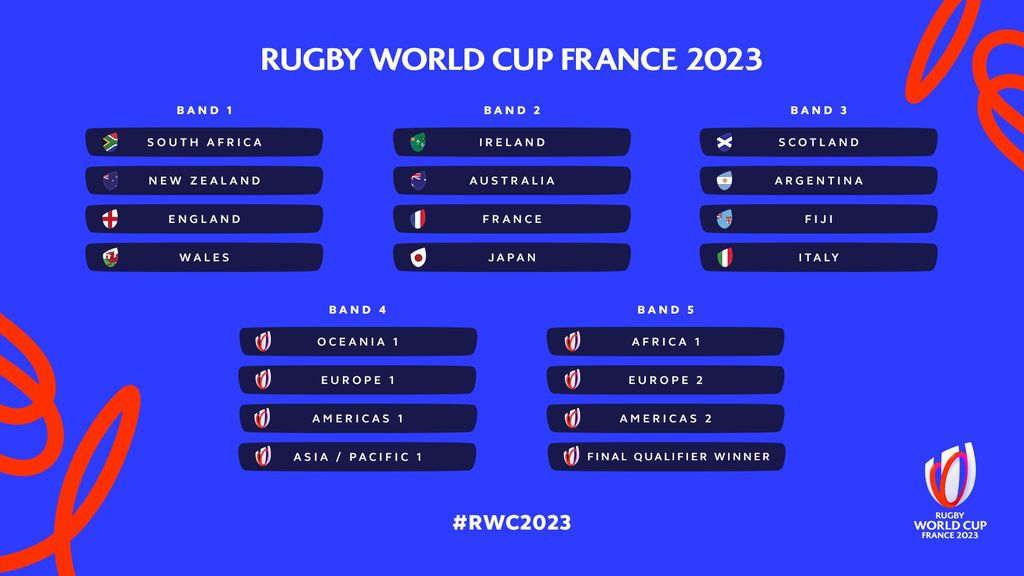 RUGBY WORLD CUP FRANCE 2023
BAND 1
SOUTH AFRICA
NEW ZEALAND
ENGLAND
WALES
BAND 2
IRELAND
AUSTRALIA
FRANCE
JAPAN
BAND 3
SCOTLAND
ARGENTINA
FIJI
ITALY
BAND 4
OCEANIA 1
EUROPE 1
AMERICAS 1
ASIA / PACIFIC 1
BAND 5
AFRICA 1
EUROPE 2
AMERICAS 2
FINAL QUALIFIER WINNER
#RWC2023
RUGBY
WORLD CUP
FRANCE 2023